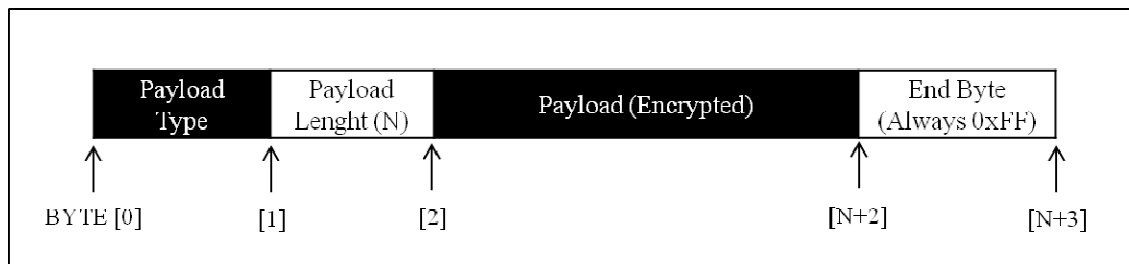 Payload
Type
Payload
Lenght (N)
Payload (Encrypted)
End Byte
(Always 0xFF)
BYTE [0]
[1]
[2]
[N+2]
[N+3]